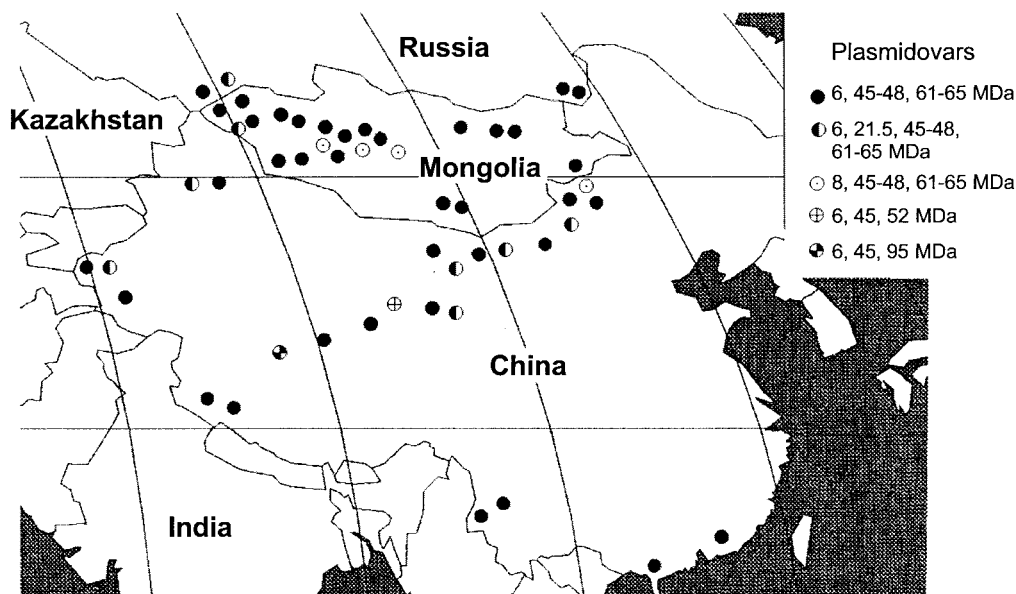 Russia
Kazakhstan
Mongolia
China
India
Plasmidovars
6, 45-48, 61-65 MDa
6, 21.5, 45-48,
61-65 MDa
8, 45-48, 61-65 MDa
6, 45, 52 MDa
6, 45, 95 MDa